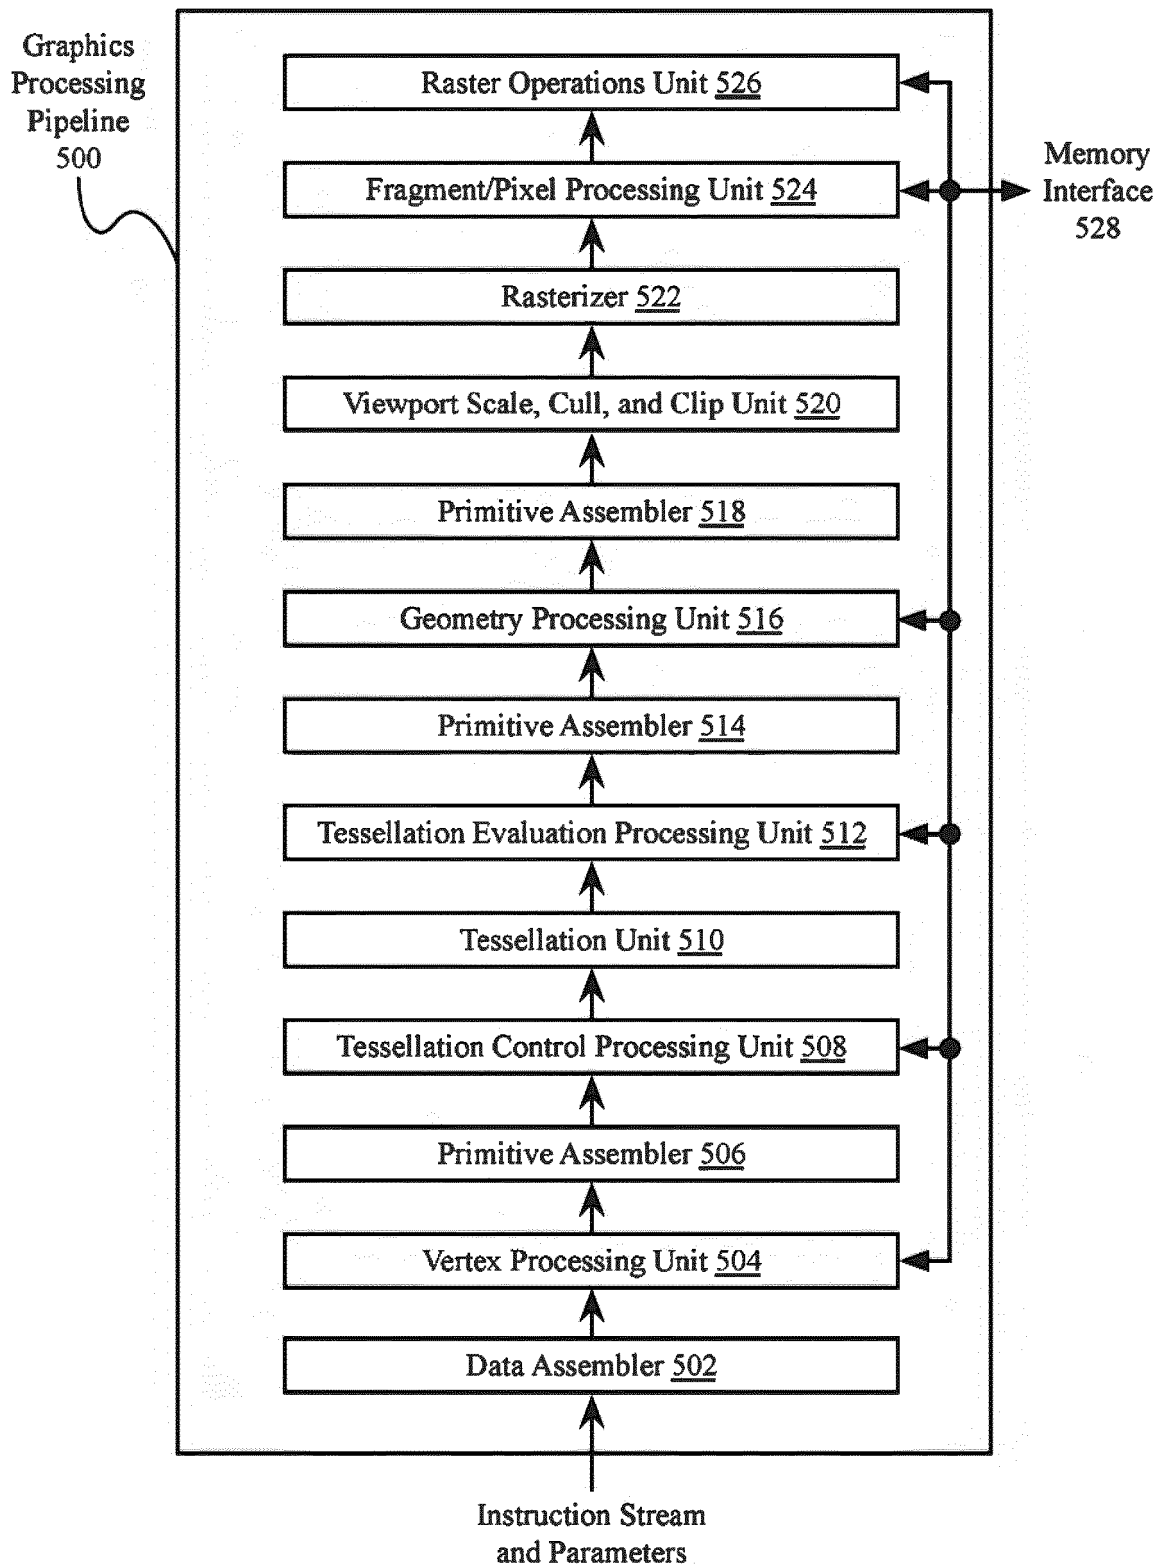 Graphics
Processing
Pipeline
500
Raster Operations Unit 526
Fragment/Pixel Processing Unit 524
Memory
Interface
528
Rasterizer 522
Viewport Scale, Cull, and Clip Unit 520
Primitive Assembler 518
Geometry Processing Unit 516
Primitive Assembler 514
Tessellation Evaluation Processing Unit 512
Tessellation Unit 510
Tessellation Control Processing Unit 508
Primitive Assembler 506
Vertex Processing Unit 504
Data Assembler 502
Instruction Stream
and Parameters